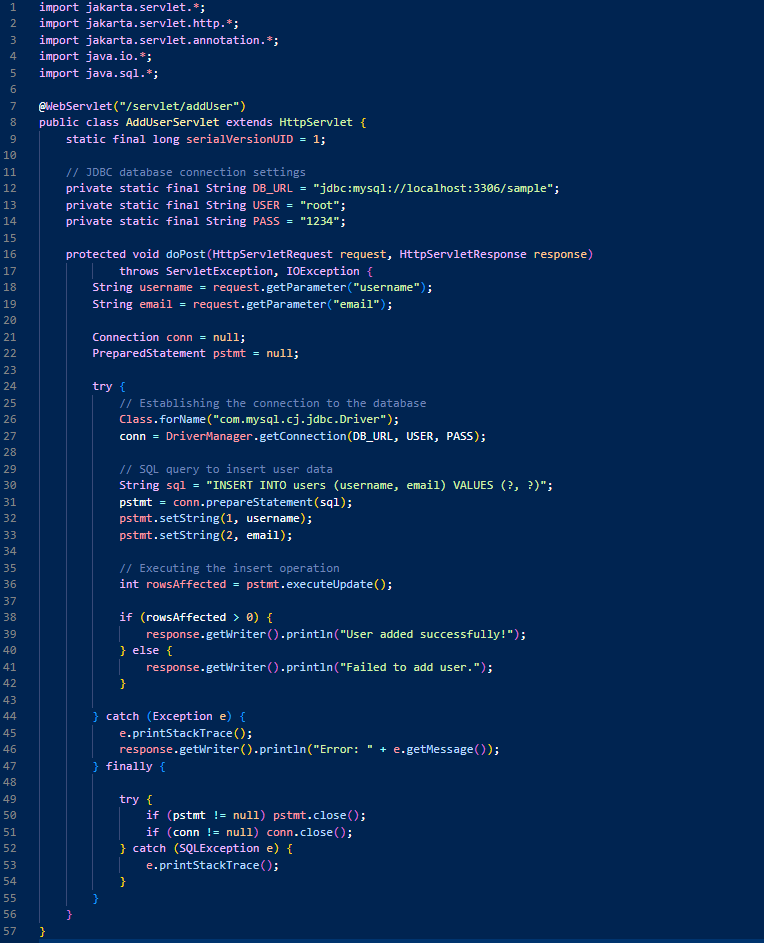 1 import jakarta.servlet.*;
2 import jakarta.servlet.http.*;
3 import jakarta.servlet.annotation.*;
4 import java.io.*;
5 import java.sql.*;
6
7 @WebServlet("/servlet/addUser")
8 public class AddUserServlet extends HttpServlet {
9     static final long serialVersionUID = 1;
10
11     // JDBC database connection settings
12     private static final String DB_URL = "jdbc:mysql://localhost:3306/sample";
13     private static final String USER = "root";
14     private static final String PASS = "1234";
15
16     protected void doPost(HttpServletRequest request, HttpServletResponse response)
17             throws ServletException, IOException {
18         String username = request.getParameter("username");
19         String email = request.getParameter("email");
20
21         Connection conn = null;
22         PreparedStatement pstmt = null;
23
24         try {
25             // Establishing the connection to the database
26             Class.forName("com.mysql.cj.jdbc.Driver");
27             conn = DriverManager.getConnection(DB_URL, USER, PASS);
28
29             // SQL query to insert user data
30             String sql = "INSERT INTO users (username, email) VALUES (?, ?)";
31             pstmt = conn.prepareStatement(sql);
32             pstmt.setString(1, username);
33             pstmt.setString(2, email);
34
35             // Executing the insert operation
36             int rowsAffected = pstmt.executeUpdate();
37
38             if (rowsAffected > 0) {
39                 response.getWriter().println("User added successfully!");
40             } else {
41                 response.getWriter().println("Failed to add user.");
42             }
43
44         } catch (Exception e) {
45             e.printStackTrace();
46             response.getWriter().println("Error: " + e.getMessage());
47         } finally {
48
49             try {
50                 if (pstmt != null) pstmt.close();
51                 if (conn != null) conn.close();
52             } catch (SQLException e) {
53                 e.printStackTrace();
54             }
55         }
56     }
57 }